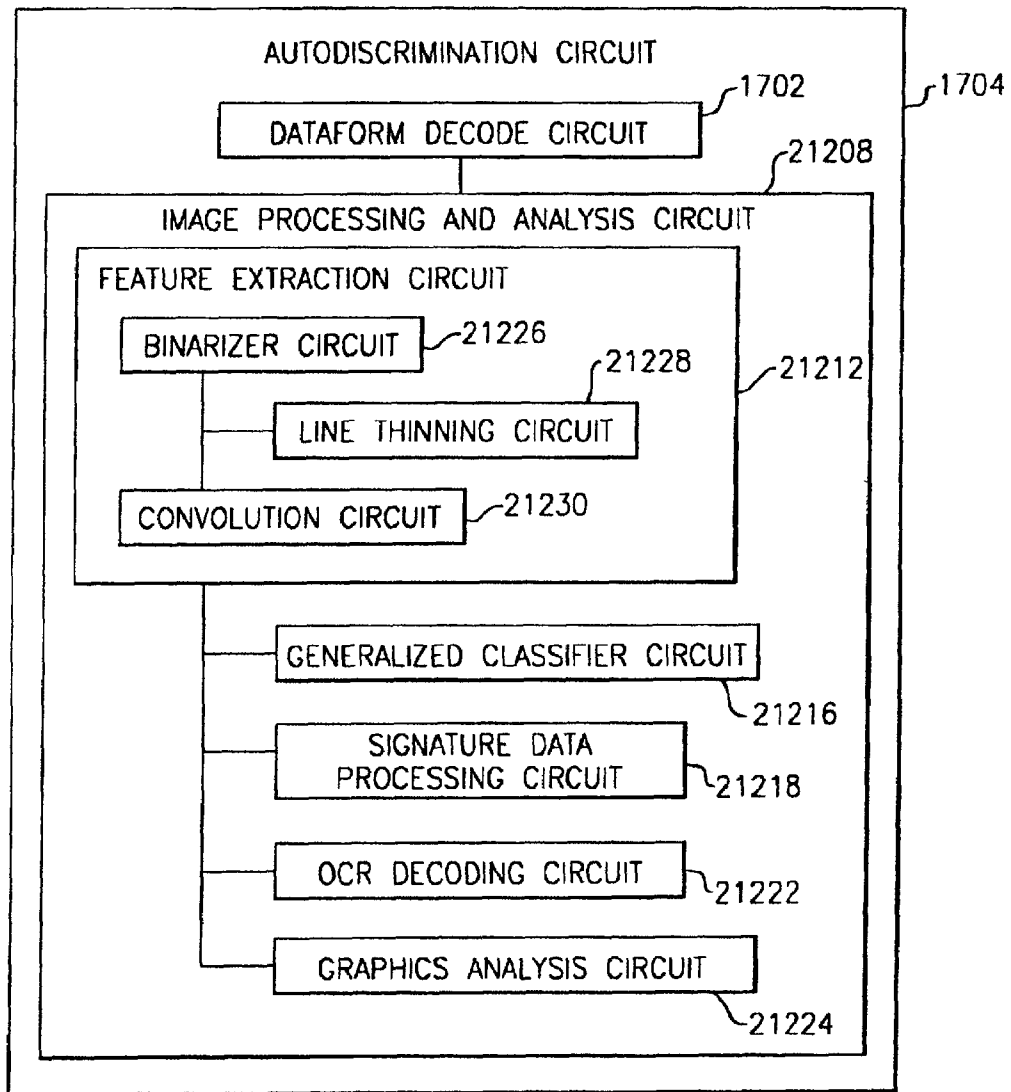 AUTODISCRIMINATION CIRCUIT
1702
1704
DATAFORM DECODE CIRCUIT
21208
IMAGE PROCESSING AND ANALYSIS CIRCUIT
FEATURE EXTRACTION CIRCUIT
BINARIZER CIRCUIT
21226
21228
21212
LINE THINNING CIRCUIT
CONVOLUTION CIRCUIT
21230
GENERALIZED CLASSIFIER CIRCUIT
21216
SIGNATURE DATA
PROCESSING CIRCUIT
21218
OCR DECODING CIRCUIT
21222
GRAPHICS ANALYSIS CIRCUIT
21224